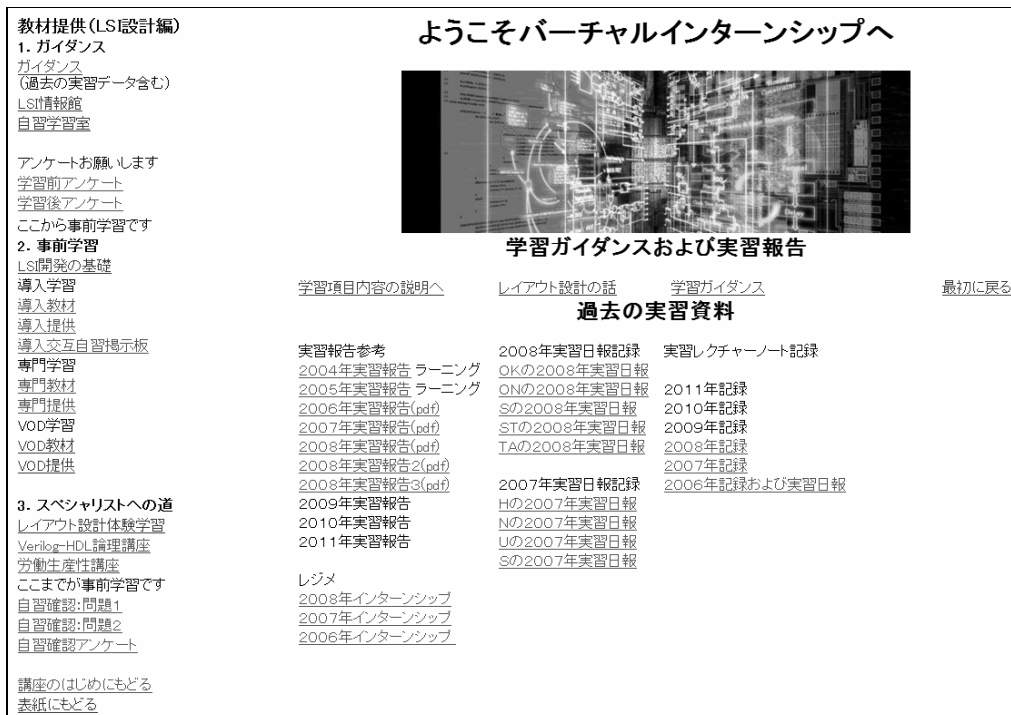 教材提供(LSI設計編)
1. ガイダンス
ガイダンス
(過去の実習データ含む)
LSI情報館
自習学習室
アンケートお願いします
学習前アンケート
学習後アンケート
ここから事前学習です
2. 事前学習
LSI開発の基礎
導入学習
導入教材
導入提供
導入交互自習掲示板
専門学習
専門教材
専門提供
VOD学習
VOD教材
VOD提供
3. スペシャリストへの道
レイアウト設計体験学習
Verilog-HDL論理講座
労働生産性講座
ここまでが事前学習です
自習確認:問題1
自習確認:問題2
自習確認アンケート
講座のはじめにもどる
表紙にもどる
ようこそバーチャルインターンシップへ
学習ガイダンスおよび実習報告
学習項目内容の説明へ レイアウト設計の話 学習ガイダンス 最初に戻る
過去の実習資料
実習報告参考
2004年実習報告 ラーニング
2005年実習報告 ラーニング
2006年実習報告(pdf)
2007年実習報告(pdf)
2008年実習報告(pdf)
2008年実習報告2(pdf)
2008年実習報告3(pdf)
2009年実習報告
2010年実習報告
2011年実習報告
レジメ
2008年インターンシップ
2007年インターンシップ
2006年インターンシップ
2008年実習日報記録
OKの2008年実習日報
ONの2008年実習日報
Sの2008年実習日報
STの2008年実習日報
TAの2008年実習日報
2007年実習日報記録
Hの2007年実習日報
Nの2007年実習日報
Uの2007年実習日報
Sの2007年実習日報
実習レクチャーノート記録
2011年記録
2010年記録
2009年記録
2008年記録
2007年記録
2006年記録および実習日報